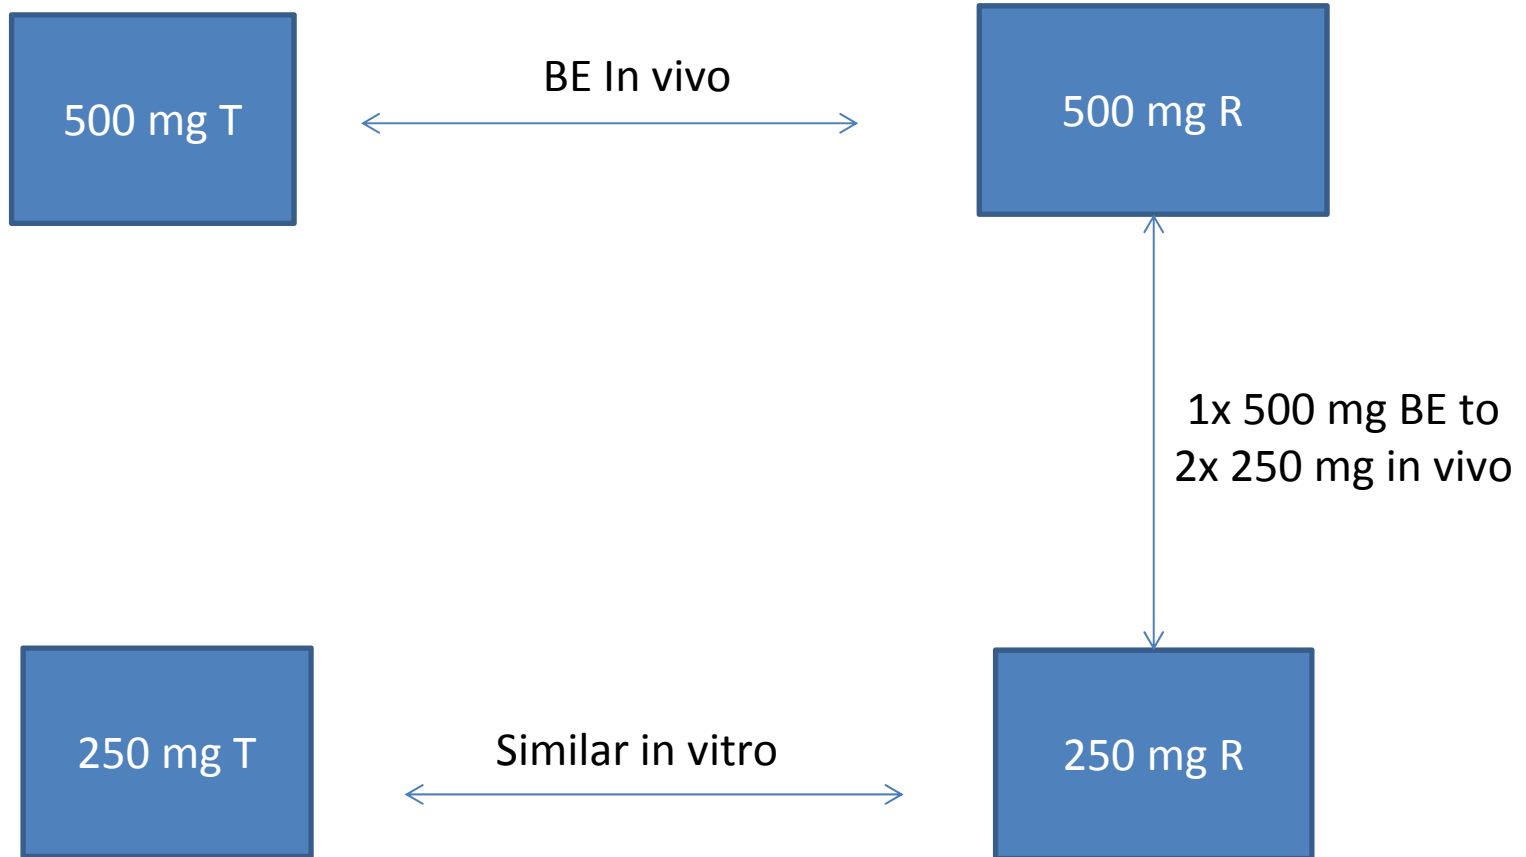 500 mg T
BE In vivo
500 mg R
1x 500 mg BE to
2x 250 mg in vivo
250 mg T
Similar in vitro
250 mg R